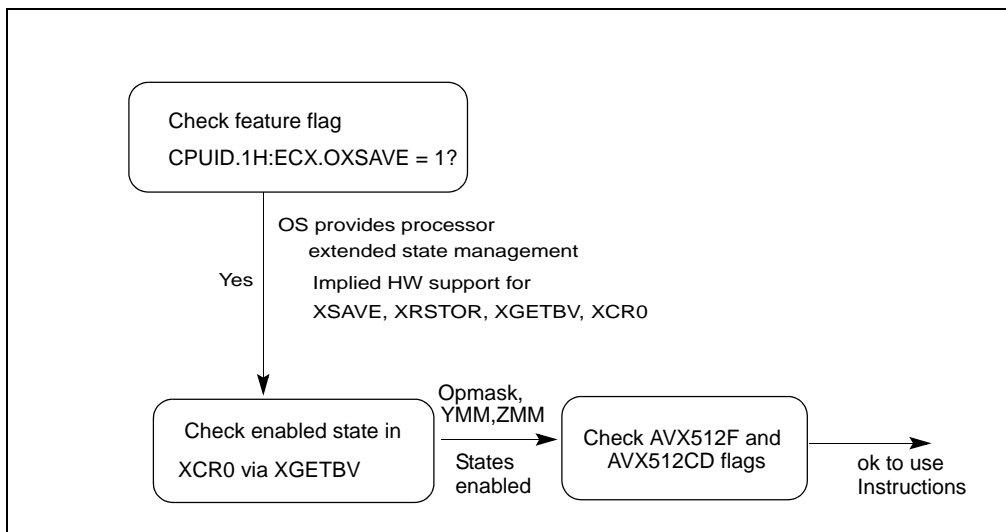 Check feature flag
CPUID.1H:ECX.OXSAVE = 1?
OS provides processor
extended state management
Yes
Implied HW support for
XSAVE, XRSTOR, XGETBV, XCR0
Check enabled state in
XCR0 via XGETBV
Opmask,
YMM,ZMM
States
enabled
Check AVX512F and
AVX512CD flags
ok to use
Instructions